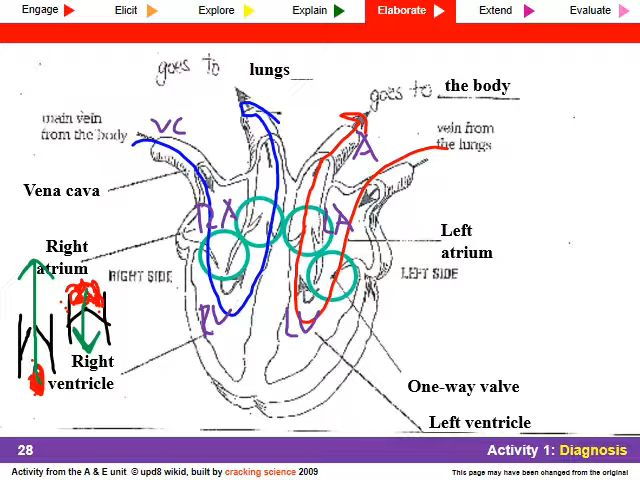 Engage Elicit Explore Explain Elaborate Extend Evaluate
goes to lungs__
goes to the body
main vein
from the body
VC
vein from
the lungs
A
Vena cava
RA
LA
Right
atrium
Left
atrium
RIGHT SIDE
LEFT SIDE
RV
LV
Right
ventricle
One-way valve
Left ventricle
28
Activity 1: Diagnosis
Activity from the A & E unit © upd8 wikid, built by cracking science 2009
This page may have been changed from the original